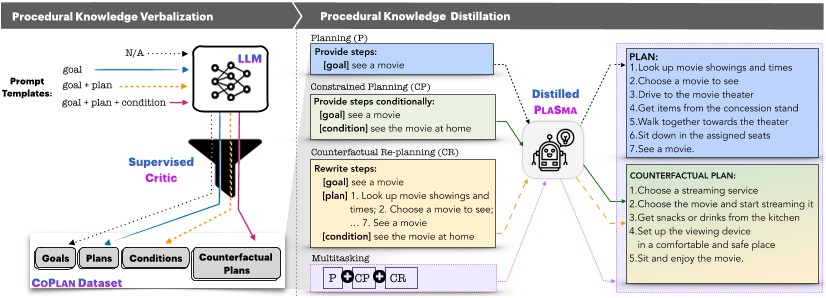 Procedural Knowledge Verbalization
Procedural Knowledge Distillation
N/A
Prompt
Templates:
goal
goal + plan
goal + plan + condition
LLM
Supervised
Critic
Goals
Plans
Conditions
Counterfactual
Plans
COPLAN Dataset
Planning (P)
Provide steps:
[goal] see a movie
Constrained Planning (CP)
Provide steps conditionally:
[goal] see a movie
[condition] see the movie at home
Counterfactual Re-planning (CR)
Rewrite steps:
[goal] see a movie
[plan] 1. Look up movie showings and
times; 2. Choose a movie to see;
... 7. See a movie
[condition] see the movie at home
Multitasking
P + CP + CR
Distilled
PLASMA
PLAN:
1.Look up movie showings and times
2.Choose a movie to see
3.Drive to the movie theater
4.Get items from the concession stand
5.Walk together towards the theater
6.Sit down in the assigned seats
7.See a movie.
COUNTERFACTUAL PLAN:
1.Choose a streaming service
2.Choose the movie and start streaming it
3.Get snacks or drinks from the kitchen
4.Set up the viewing device
in a comfortable and safe place
5.Sit and enjoy the movie.